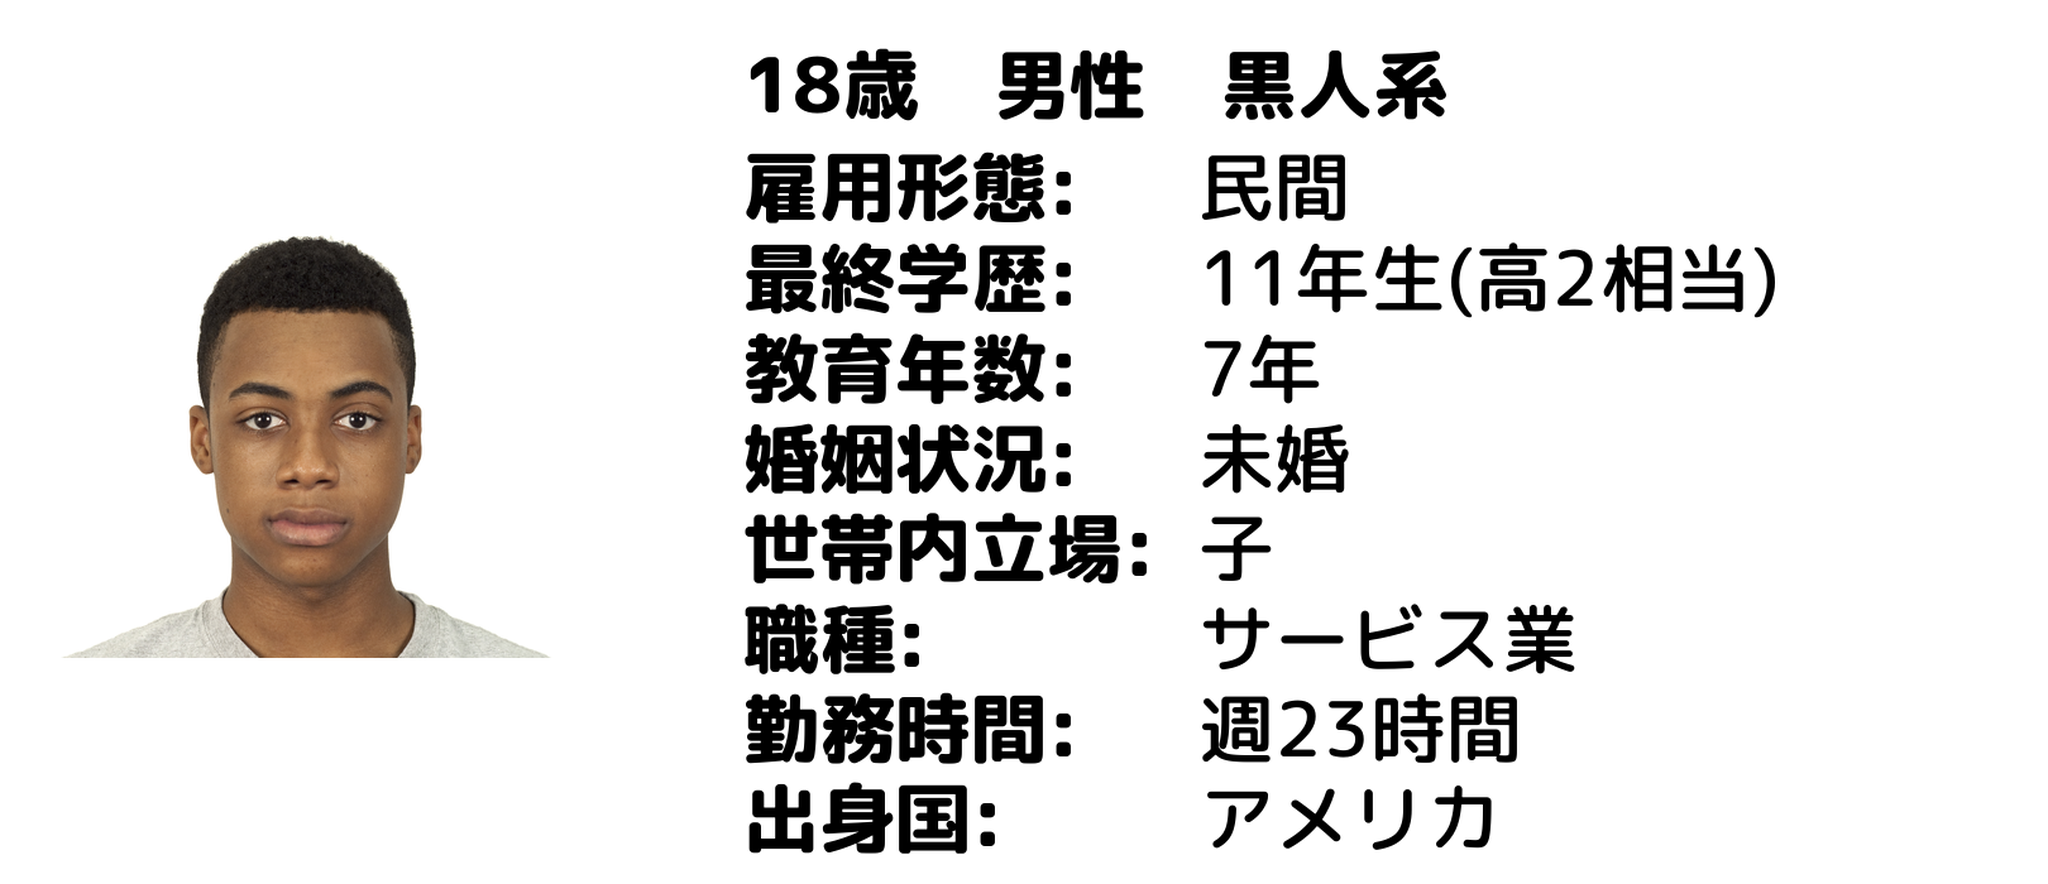 18歳　男性　黒人系
雇用形態:　民間
最終学歴:　11年生(高2相当)
教育年数:　7年
婚姻状況:　未婚
世帯内立場:　子
職種:　サービス業
勤務時間:　週23時間
出身国:　アメリカ